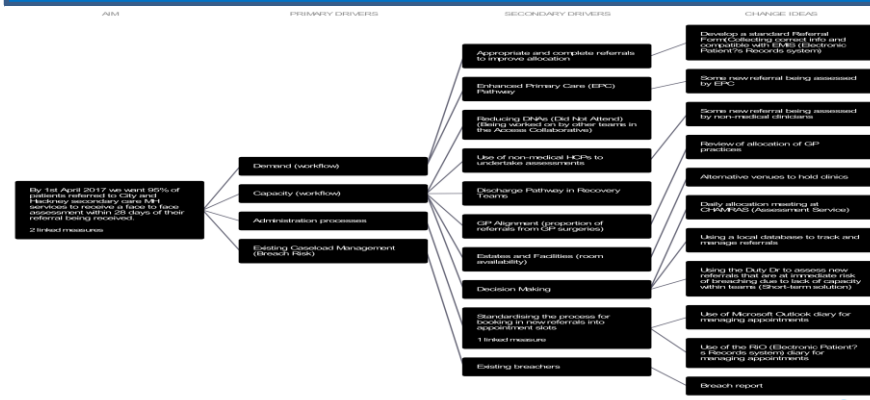 AIM
PRIMARY DRIVERS
SECONDARY DRIVERS
CHANGE IDEAS
By 1st April 2017 we want 95% of
patients referred to City and
Hackney secondary care MH
services to receive a face to face
assessment within 28 days of their
referral being received.
2 linked measures
Demand (workflow)
Capacity (workflow)
Administration processes
Existing Caseload Management
(Breach Risk)
Appropriate and complete referrals
to improve allocation
Enhanced Primary Care (EPC)
Pathway
Reducing DNAs (Did Not Attend)
(Being worked on by other teams in
the Access Collaborative)
Use of non-medical HCPs to
undertake assessments
Discharge Pathway in Recovery
Teams
GP Alignment (proportion of
referrals from GP surgeries)
Estates and Facilities (room
availability)
Decision Making
Standardising the process for
booking in new referrals into
appointment slots
1 linked measure
Existing breachers
Develop a standard Referral
Form(Collecting correct info and
compatible with EMIS (Electronic
Patient?s Records system)
Some new referral being assessed
by EPC
Some new referral being assessed
by non-medical clinicians
Review of allocation of GP
practices
Alternative venues to hold clinics
Daily allocation meeting at
CHAMRAS (Assessment Service)
Using a local database to track and
manage referrals
Using the Duty Dr to assess new
referrals that are at immediate risk
of breaching due to lack of capacity
within teams (Short-term solution)
Use of Microsoft Outlook diary for
managing appointments
Use of the RiO (Electronic Patient?
s Records system) diary for
managing appointments
Breach report